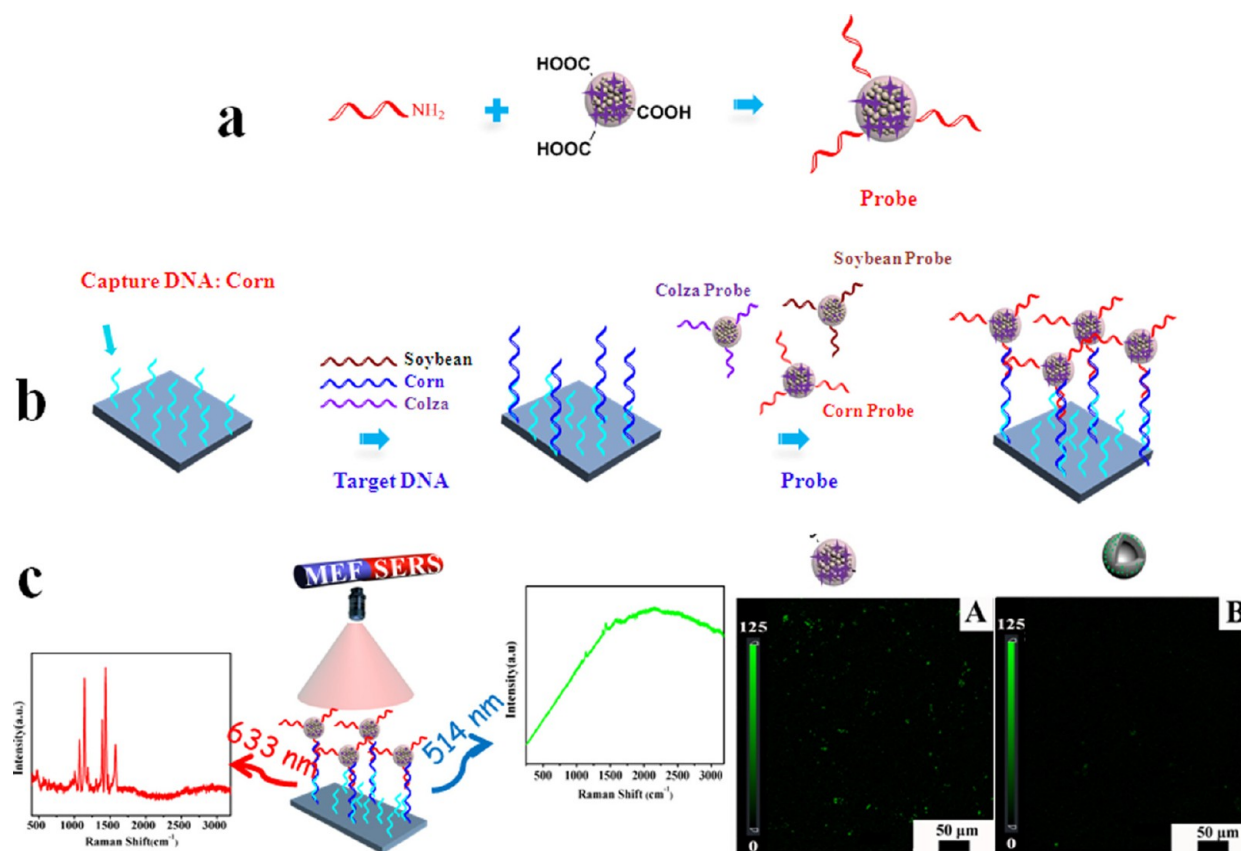 a
NH2
+
HOOC
COOH
HOOC
Probe
b
Capture DNA: Corn
Soybean
Corn
Colza
Target DNA
Colza Probe
Soybean Probe
Corn Probe
Probe
c
MEF SERS
633 nm
514 nm
Intensity(a.u.)
500 1000 1500 2000 2500 3000
Raman Shift(cm-1)
Intensity(a.u)
500 1000 1500 2000 2500 3000
Raman Shift (cm-1)
A
125
0
50 µm
B
125
0
50 µm